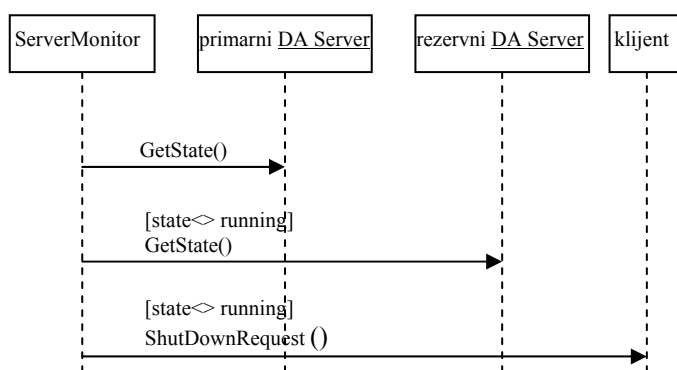 ServerMonitor
primarni DA Server
rezervni DA Server
klijent
GetState()
[state<> running]
GetState()
[state<> running]
ShutDownRequest ()